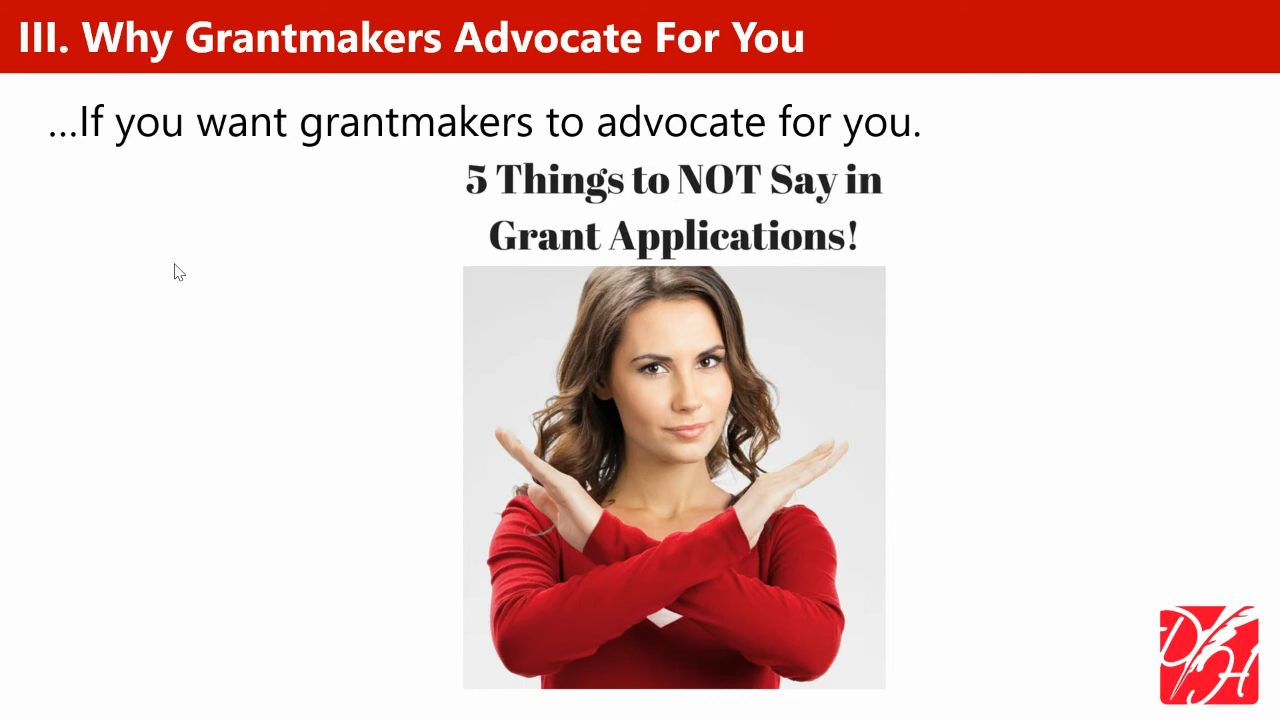 III. Why Grantmakers Advocate For You
...If you want grantmakers to advocate for you.
5 Things to NOT Say in
Grant Applications!
DH